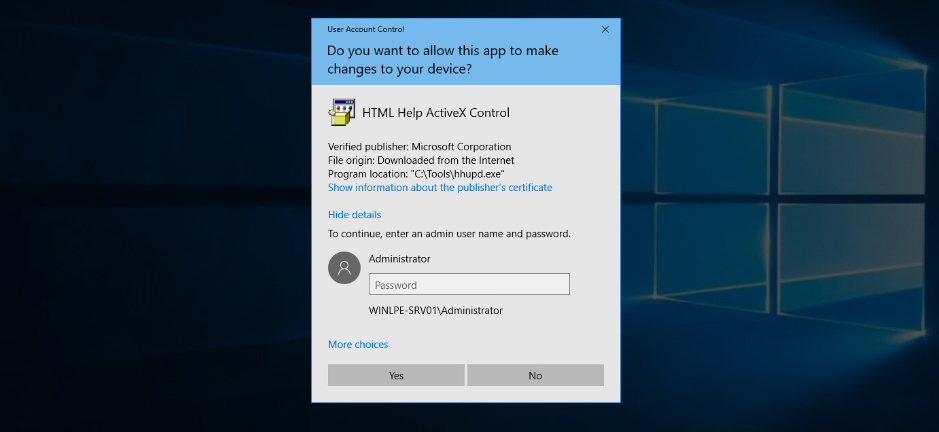 User Account Control
Do you want to allow this app to make
changes to your device?
HTML Help ActiveX Control
Verified publisher: Microsoft Corporation
File origin: Downloaded from the Internet
Program location: "C:\Tools\hhupd.exe"
Show information about the publisher's certificate
Hide details
To continue, enter an admin user name and password.
Administrator
Password
WINLPE-SRV01\Administrator
More choices
Yes
No